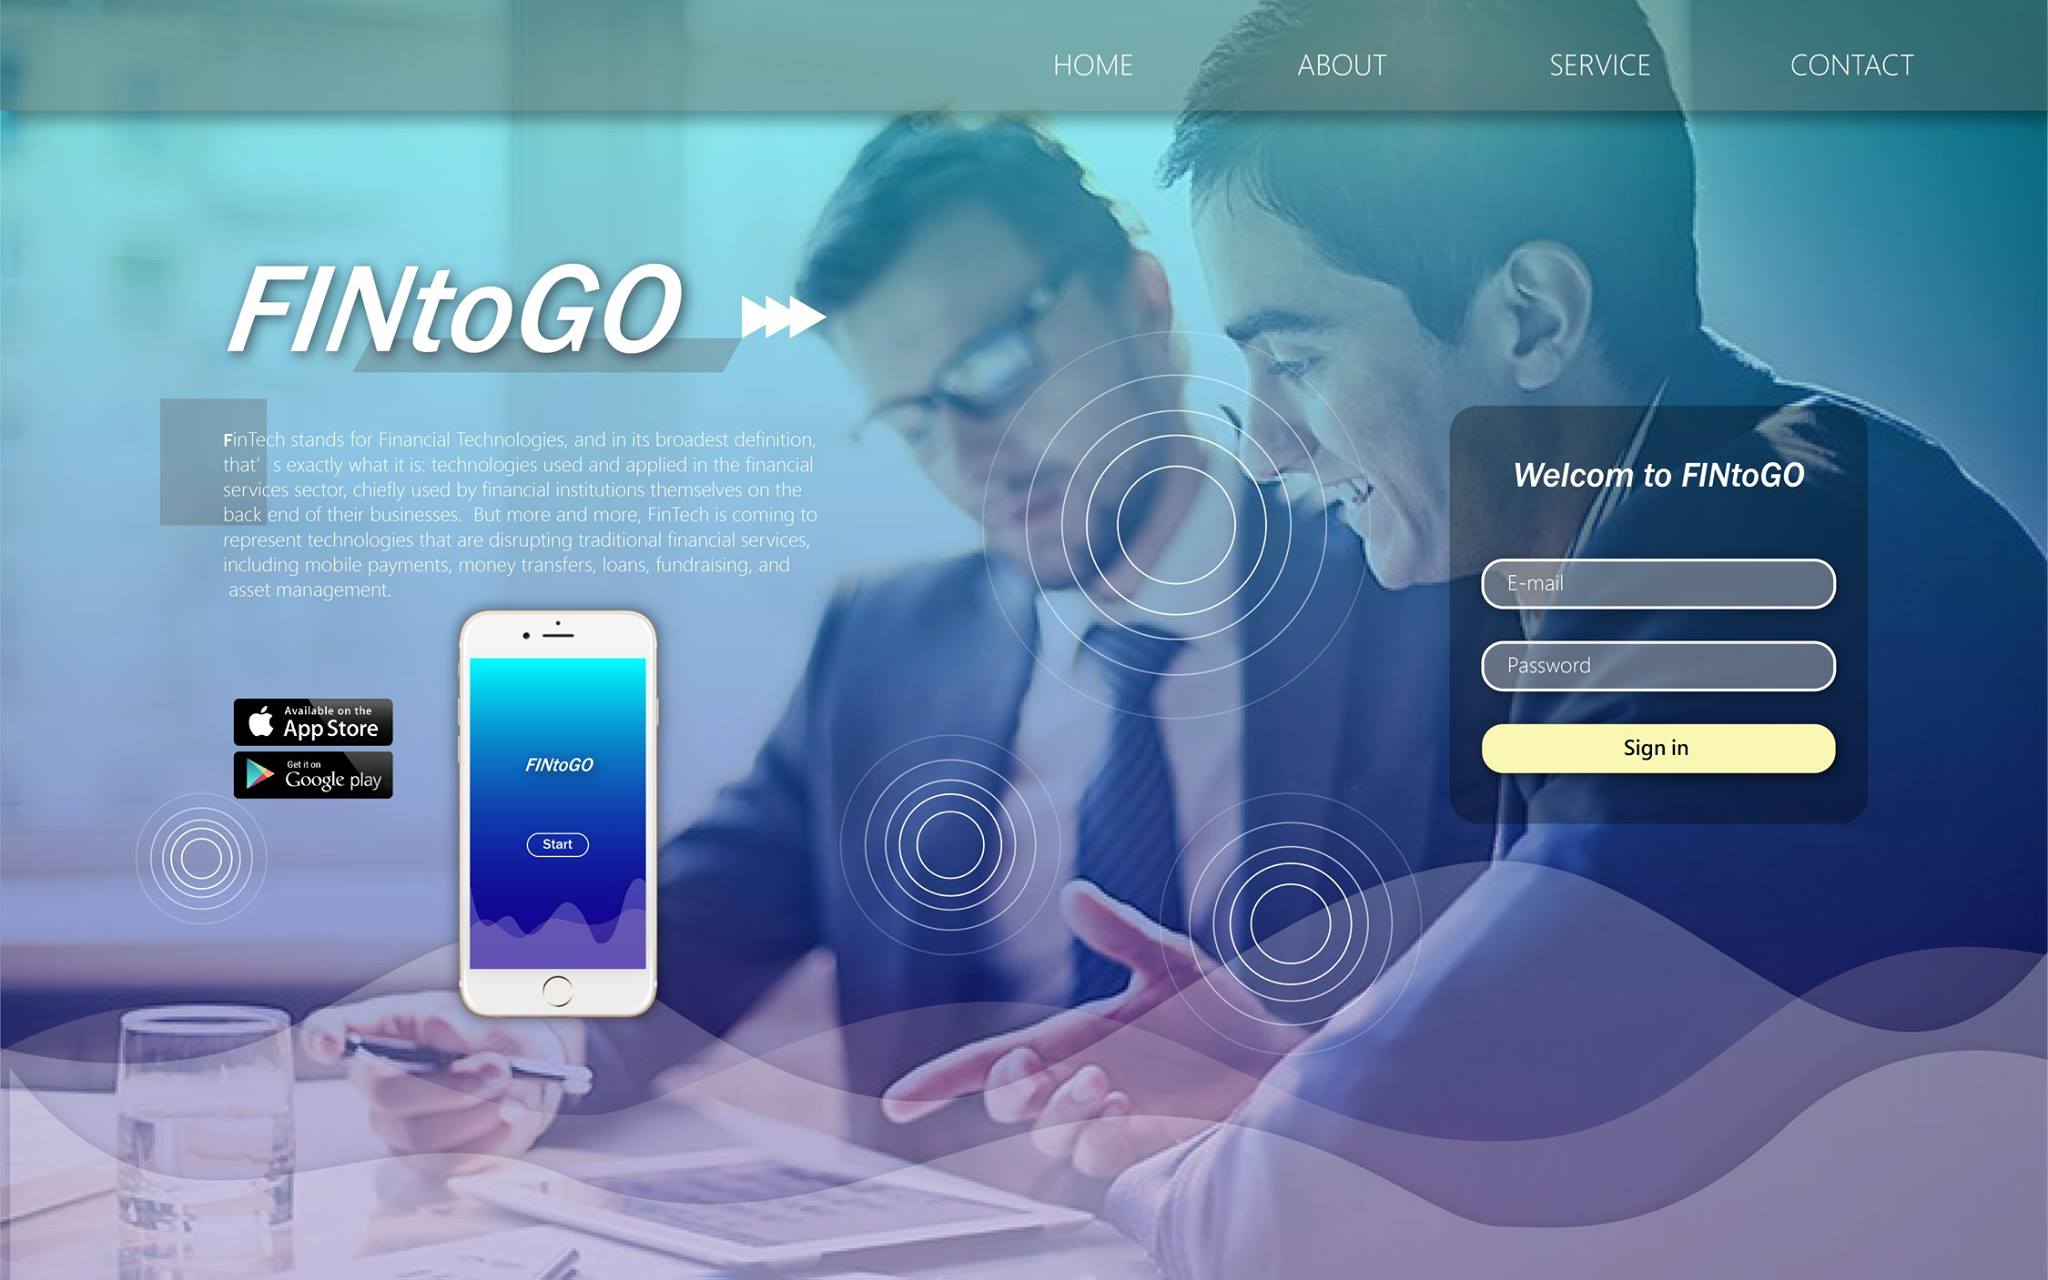 HOME ABOUT SERVICE CONTACT
FINtoGO
FinTech stands for Financial Technologies, and in its broadest definition,
that’ s exactly what it is: technologies used and applied in the financial
services sector, chiefly used by financial institutions themselves on the
back end of their businesses. But more and more, FinTech is coming to
represent technologies that are disrupting traditional financial services,
including mobile payments, money transfers, loans, fundraising, and
asset management.
Available on the
App Store
Get it on
Google play
FINtoGO
Start
Welcom to FINtoGO
E-mail
Password
Sign in